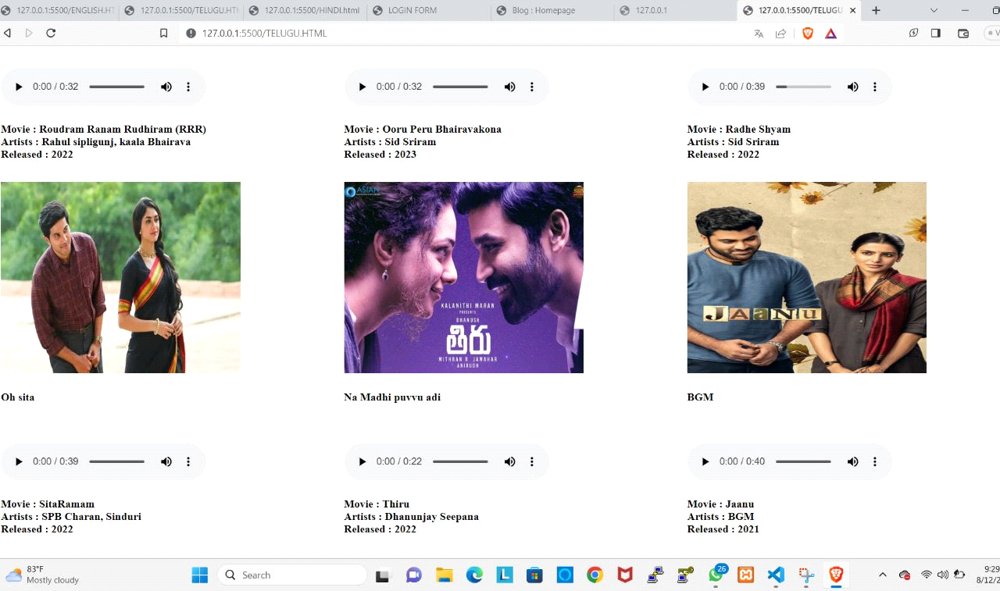 127.0.0.1:5500/ENGLISH.HT
127.0.0.1:5500/TELUGU.HTM
127.0.0.1:5500/HINDI.html
LOGIN FORM
Blog : Homepage
127.0.0.1
127.0.0.1:5500/TELUGU
127.0.0.1:5500/TELUGU.HTML
0:00 / 0:32
0:00 / 0:32
0:00 / 0:39
Movie : Roudram Ranam Rudhiram (RRR)
Artists : Rahul sipligunj, kaala Bhairava
Released : 2022
Movie : Ooru Peru Bhairavakona
Artists : Sid Sriram
Released : 2023
Movie : Radhe Shyam
Artists : Sid Sriram
Released : 2022
ASIAN
SUN
KALANITHI MARAN
PRESENTS
DHANUSH
తిరు
MITHRAN R JAWAHAR
ANIRUDH
JaaNu
Oh sita
Na Madhi puvvu adi
BGM
0:00 / 0:39
0:00 / 0:22
0:00 / 0:40
Movie : SitaRamam
Artists : SPB Charan, Sinduri
Released : 2022
Movie : Thiru
Artists : Dhanunjay Seepana
Released : 2022
Movie : Jaanu
Artists : BGM
Released : 2021
83°F
Mostly cloudy
Search
26
9:29
8/12/